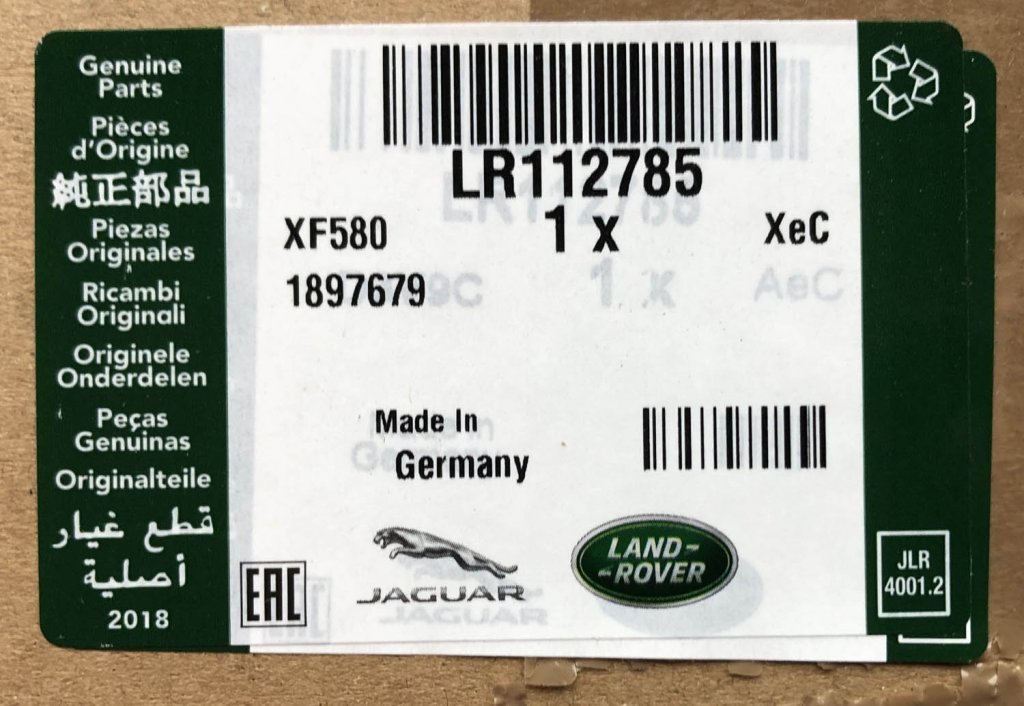 Genuine
Parts
Pièces
d'Origine
純正部品
Piezas
Originales
Ricambi
Originali
Originele
Onderdelen
Peças
Genuinas
Originalteile
قطع غيار
أصلية
2018
LR112785
XF580
1 x
XeC
1897679
Made In
Germany
EAC
JAGUAR
LAND-
-ROVER
JLR
4001.2